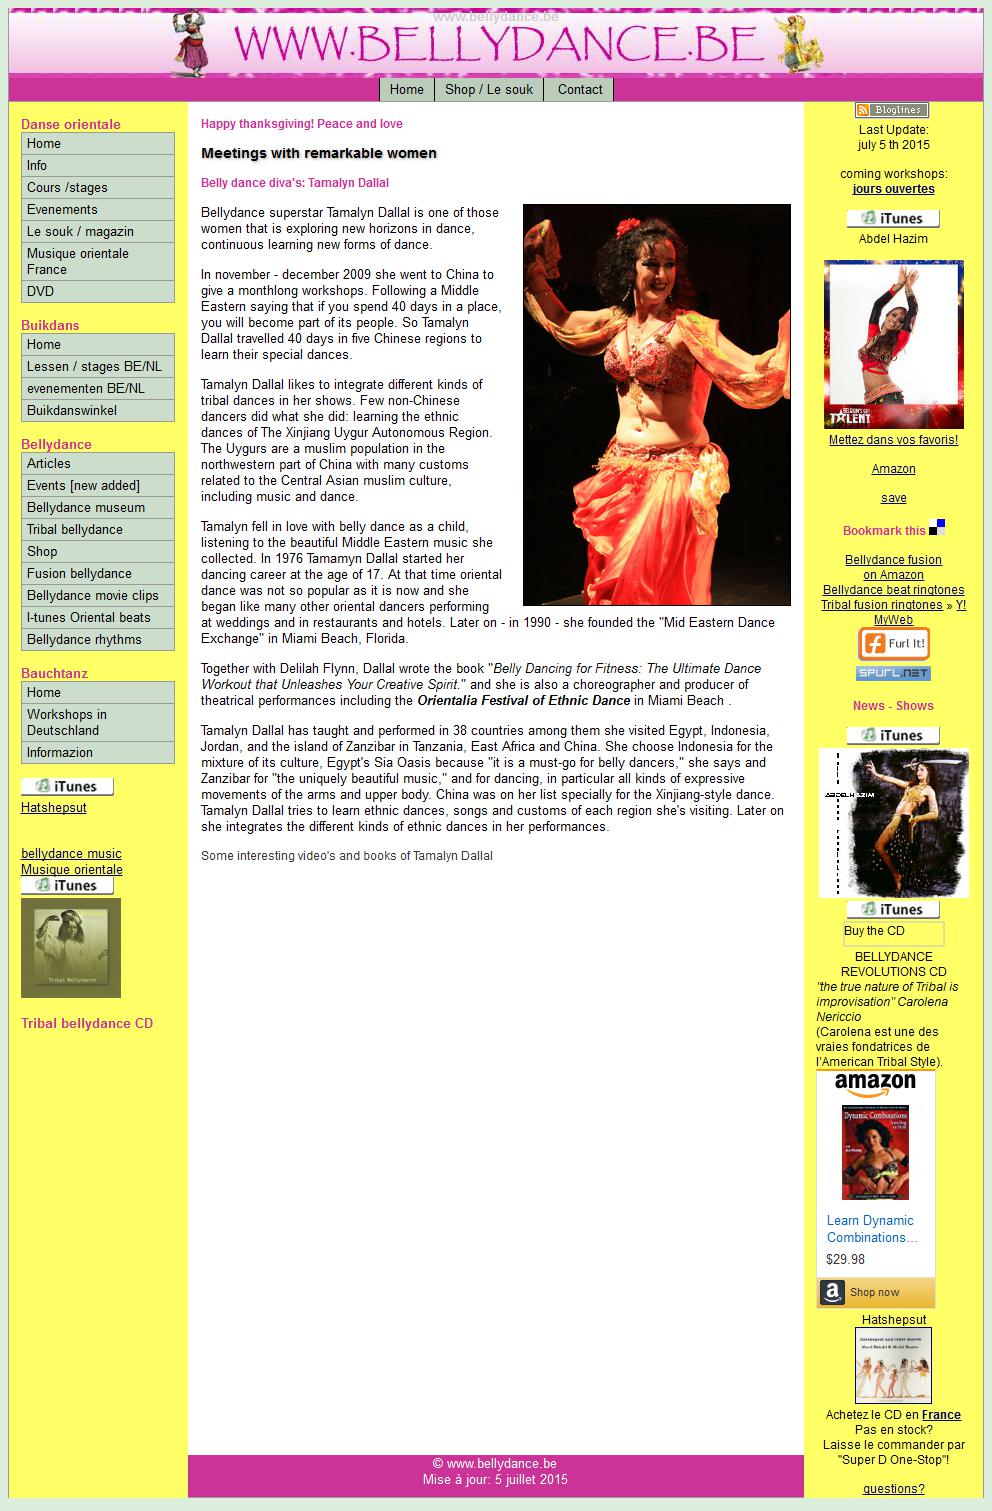 www.bellydance.be
WWW.BELLYDANCE.BE
Home
Shop / Le souk
Contact
Danse orientale
Home
Info
Cours /stages
Evenements
Le souk / magazin
Musique orientale
France
DVD
Buikdans
Home
Lessen / stages BE/NL
evenementen BE/NL
Buikdanswinkel
Bellydance
Articles
Events [new added]
Bellydance museum
Tribal bellydance
Shop
Fusion bellydance
Bellydance movie clips
I-tunes Oriental beats
Bellydance rhythms
Bauchtanz
Home
Workshops in
Deutschland
Informazion
iTunes
Hatshepsut
bellydance music
Musique orientale
iTunes
Tribal Bellydance
Tribal bellydance CD
Happy thanksgiving! Peace and love
Meetings with remarkable women
Belly dance diva's: Tamalyn Dallal
Bellydance superstar Tamalyn Dallal is one of those
women that is exploring new horizons in dance,
continuous learning new forms of dance.
In november - december 2009 she went to China to
give a monthlong workshops. Following a Middle
Eastern saying that if you spend 40 days in a place,
you will become part of its people. So Tamalyn
Dallal travelled 40 days in five Chinese regions to
learn their special dances.
Tamalyn Dallal likes to integrate different kinds of
tribal dances in her shows. Few non-Chinese
dancers did what she did: learning the ethnic
dances of The Xinjiang Uygur Autonomous Region.
The Uygurs are a muslim population in the
northwestern part of China with many customs
related to the Central Asian muslim culture,
including music and dance.
Tamalyn fell in love with belly dance as a child,
listening to the beautiful Middle Eastern music she
collected. In 1976 Tamamyn Dallal started her
dancing career at the age of 17. At that time oriental
dance was not so popular as it is now and she
began like many other oriental dancers performing
at weddings and in restaurants and hotels. Later on - in 1990 - she founded the "Mid Eastern Dance
Exchange" in Miami Beach, Florida.
Together with Delilah Flynn, Dallal wrote the book "Belly Dancing for Fitness: The Ultimate Dance
Workout that Unleashes Your Creative Spirit." and she is also a choreographer and producer of
theatrical performances including the Orientalia Festival of Ethnic Dance in Miami Beach .
Tamalyn Dallal has taught and performed in 38 countries among them she visited Egypt, Indonesia,
Jordan, and the island of Zanzibar in Tanzania, East Africa and China. She choose Indonesia for the
mixture of its culture, Egypt's Sia Oasis because "it is a must-go for belly dancers," she says and
Zanzibar for "the uniquely beautiful music," and for dancing, in particular all kinds of expressive
movements of the arms and upper body. China was on her list specially for the Xinjiang-style dance.
Tamalyn Dallal tries to learn ethnic dances, songs and customs of each region she's visiting. Later on
she integrates the different kinds of ethnic dances in her performances.
Some interesting video's and books of Tamalyn Dallal
Bloglines
Last Update:
july 5 th 2015
coming workshops:
jours ouvertes
iTunes
Abdel Hazim
BELGIUM'S GOT
TALENT
Mettez dans vos favoris!
Amazon
save
Bookmark this
Bellydance fusion
on Amazon
Bellydance beat ringtones
Tribal fusion ringtones » Y!
MyWeb
Furl It!
SPURL.NET
News - Shows
iTunes
ABDELHAZIM
iTunes
Buy the CD
BELLYDANCE
REVOLUTIONS CD
"the true nature of Tribal is
improvisation" Carolena
Nericcio
(Carolena est une des
vraies fondatrices de
l'American Tribal Style).
amazon
Dynamic Combinations
Learn Dynamic
Combinations...
$29.98
Shop now
Hatshepsut
Hatshepsut and other dances
Achetez le CD en France
Pas en stock?
Laisse le commander par
"Super D One-Stop"!
questions?
© www.bellydance.be
Mise à jour: 5 juillet 2015